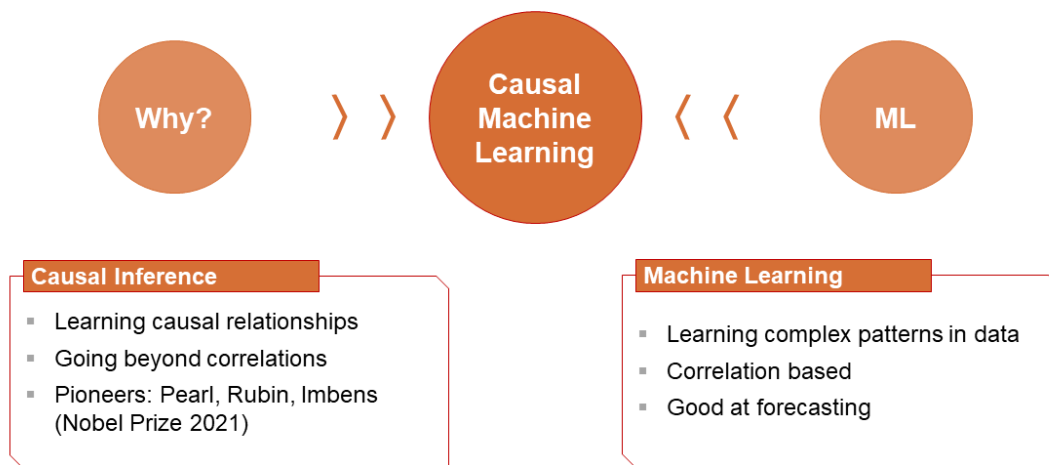 Why?
Causal
Machine
Learning
ML
Causal Inference
Learning causal relationships
Going beyond correlations
Pioneers: Pearl, Rubin, Imbens
(Nobel Prize 2021)
Machine Learning
Learning complex patterns in data
Correlation based
Good at forecasting